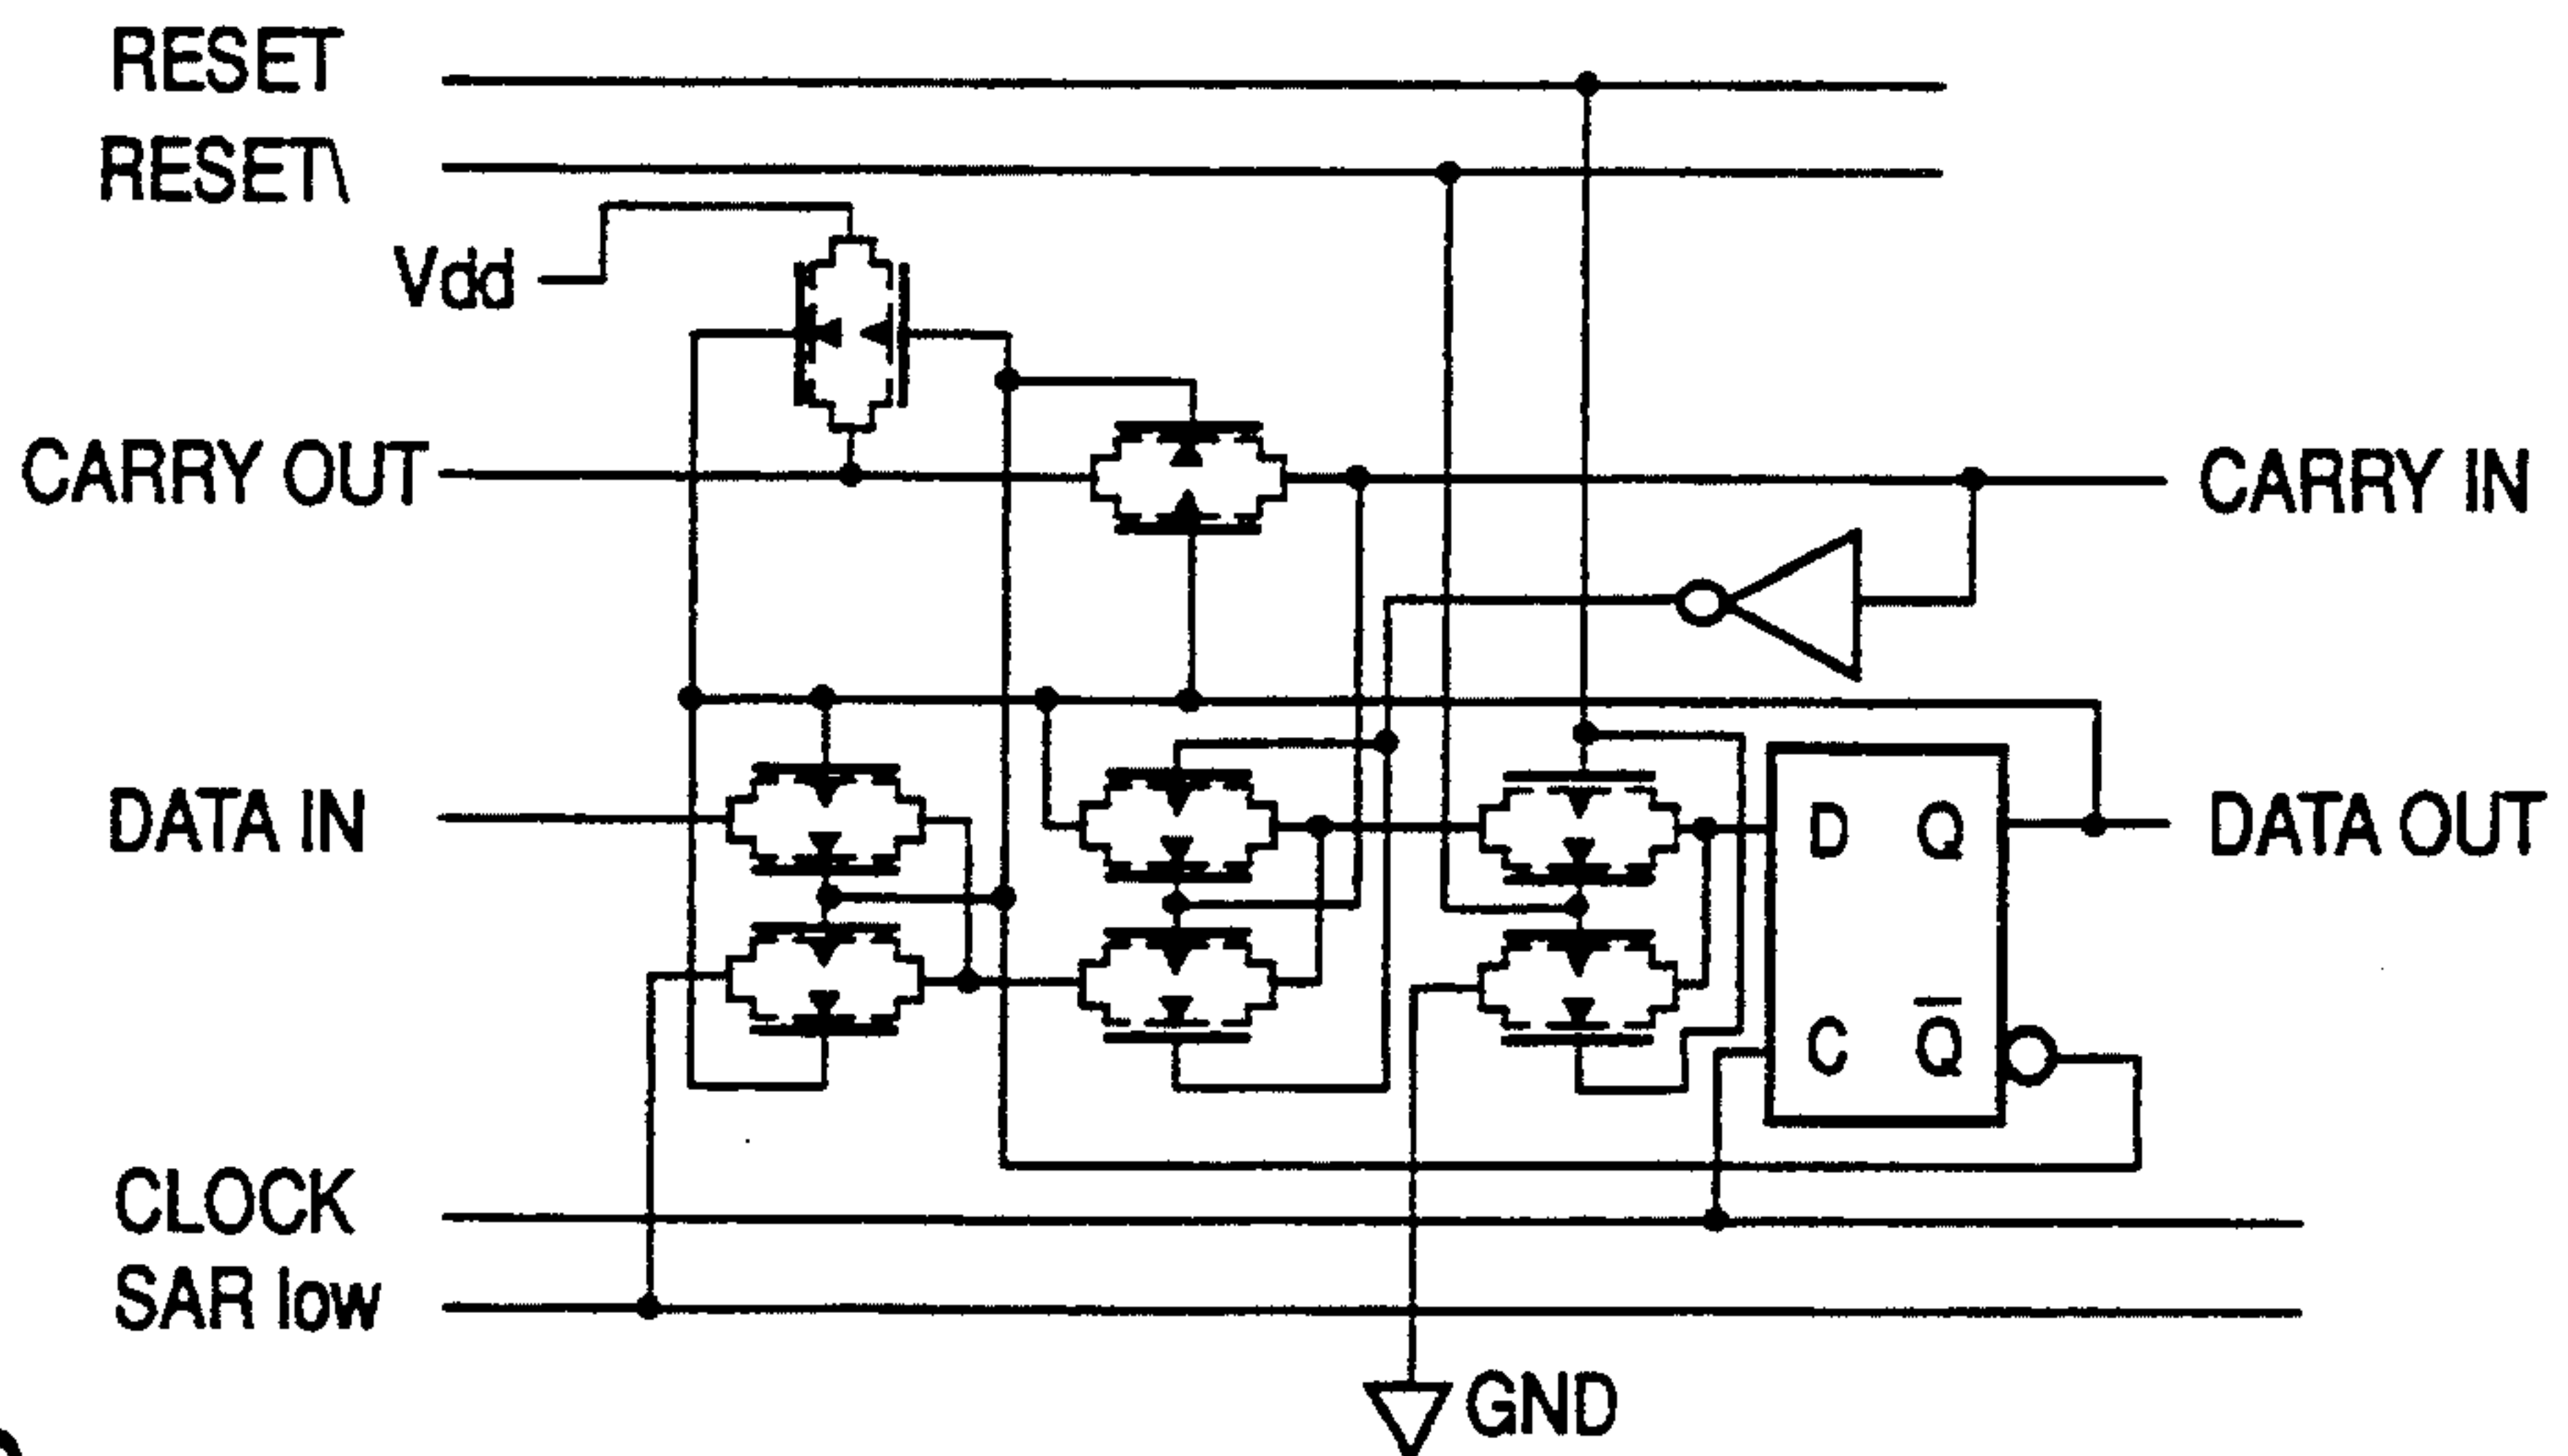 RESET
RESET\
Vdd
CARRY OUT
CARRY IN
DATA IN
D Q
DATA OUT
C Q̅
CLOCK
SAR low
GND